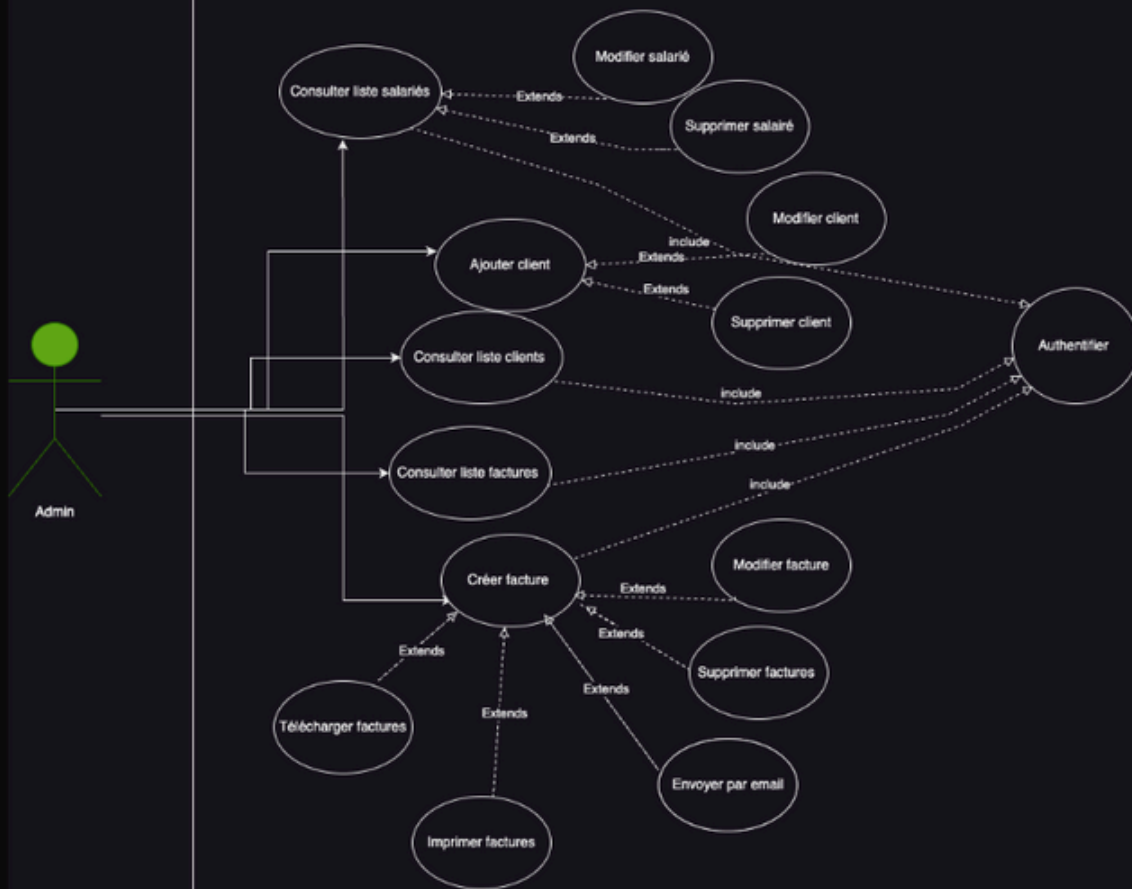 Modifier salarié
Consulter liste salariés
Extends
Supprimer salairé
Extends
Modifier client
include
Extends
Ajouter client
Extends
Supprimer client
Authentifier
Consulter liste clients
include
include
Consulter liste factures
include
Admin
Modifier facture
Créer facture
Extends
Extends
Extends
Supprimer factures
Extends
Extends
Télécharger factures
Envoyer par email
Imprimer factures